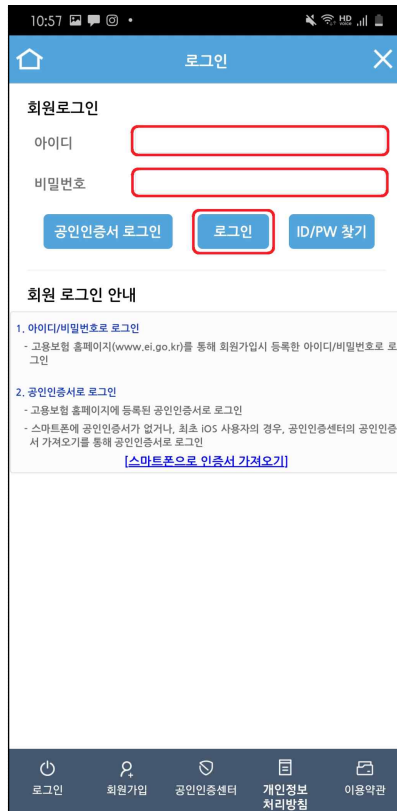 10:57
로그인
회원로그인
아이디
비밀번호
공인인증서 로그인
로그인
ID/PW 찾기
회원 로그인 안내
1. 아이디/비밀번호로 로그인
- 고용보험 홈페이지(www.ei.go.kr)를 통해 회원가입시 등록한 아이디/비밀번호로 로
그인
2. 공인인증서로 로그인
- 고용보험 홈페이지에 등록된 공인인증서로 로그인
- 스마트폰에 공인인증서가 없거나, 최초 iOS 사용자의 경우, 공인인증센터의 공인인증
서 가져오기를 통해 공인인증서로 로그인
[스마트폰으로 인증서 가져오기]
로그인
회원가입
공인인증센터
개인정보
처리방침
이용약관